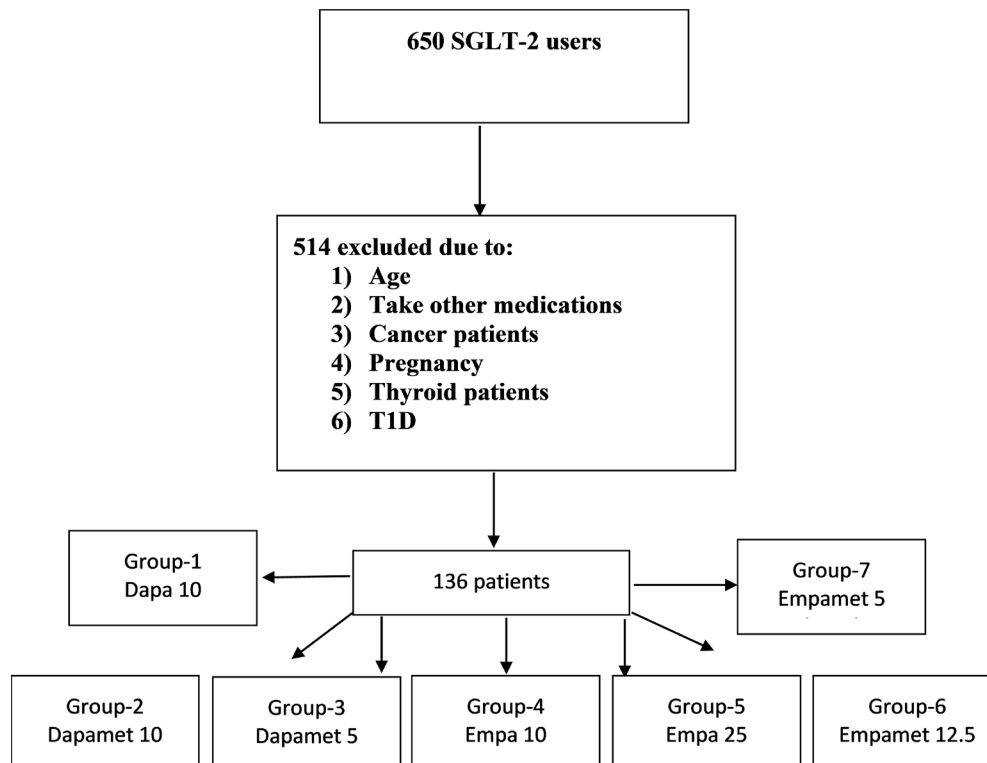 650 SGLT-2 users
514 excluded due to:
1) Age
2) Take other medications
3) Cancer patients
4) Pregnancy
5) Thyroid patients
6) T1D
Group-1
Dapa 10
136 patients
Group-7
Empamet 5
Group-2
Dapamet 10
Group-3
Dapamet 5
Group-4
Empa 10
Group-5
Empa 25
Group-6
Empamet 12.5